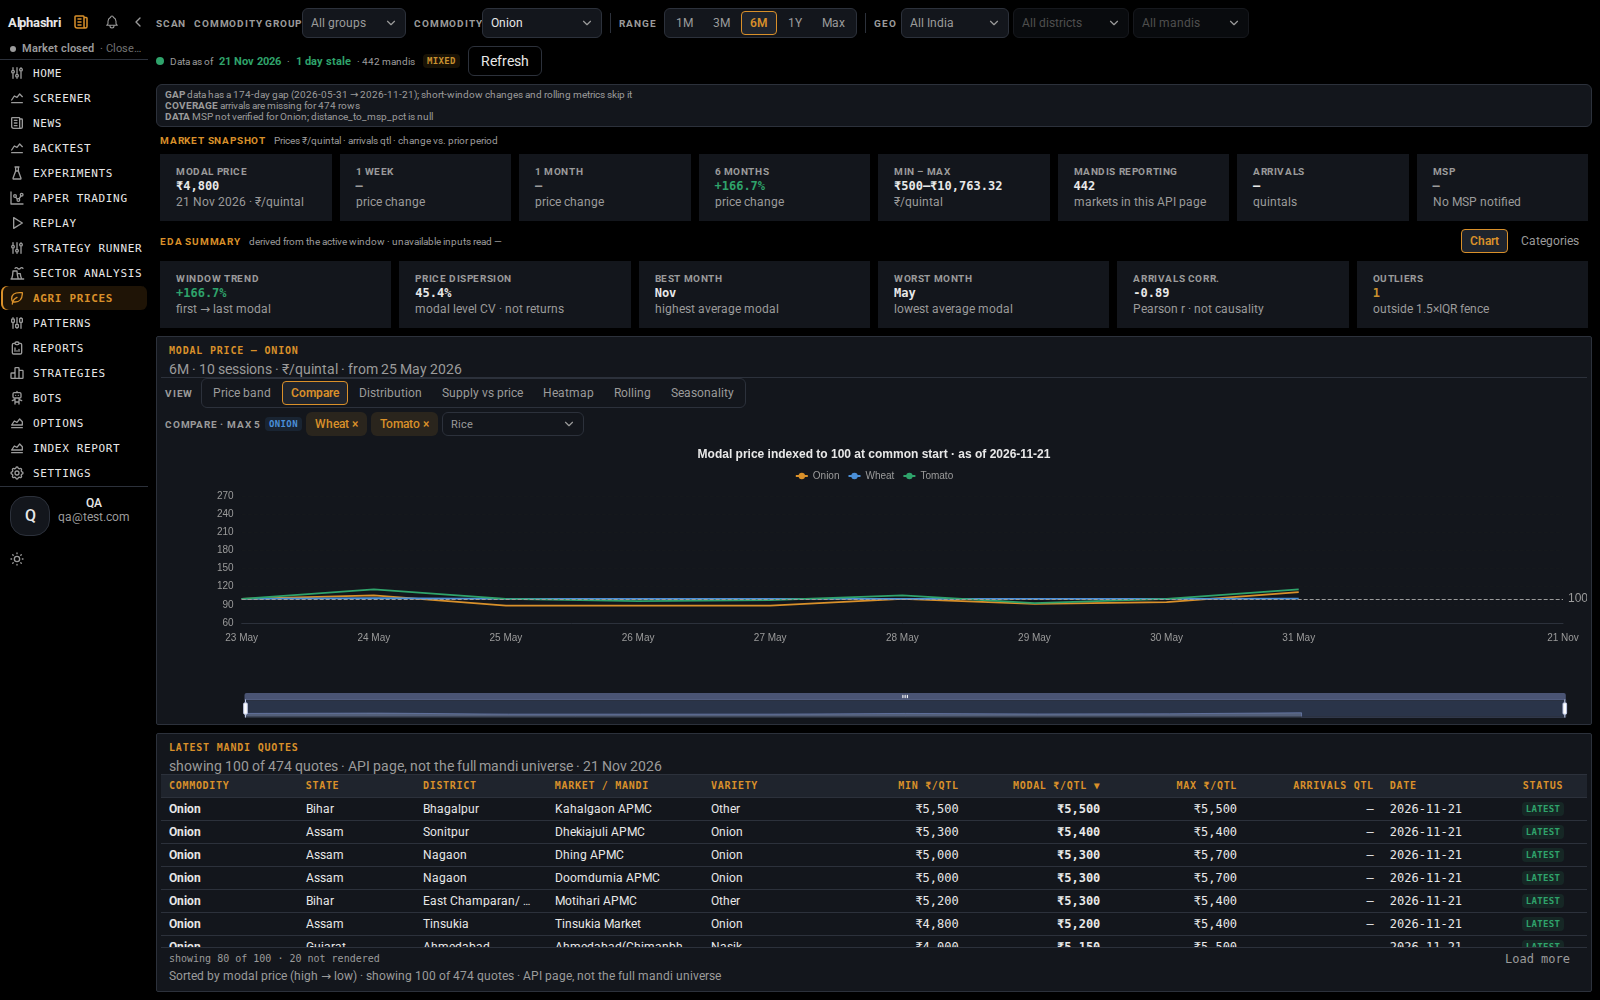 Alphashri
Market closed · Close…
HOME
SCREENER
NEWS
BACKTEST
EXPERIMENTS
PAPER TRADING
REPLAY
STRATEGY RUNNER
SECTOR ANALYSIS
AGRI PRICES
PATTERNS
REPORTS
STRATEGIES
BOTS
OPTIONS
INDEX REPORT
SETTINGS
Q
QA
qa@test.com
SCAN COMMODITY GROUP All groups COMMODITY Onion RANGE 1M 3M 6M 1Y Max GEO All India All districts All mandis
Data as of 21 Nov 2026 · 1 day stale · 442 mandis MIXED Refresh
GAP data has a 174-day gap (2026-05-31 → 2026-11-21); short-window changes and rolling metrics skip it
COVERAGE arrivals are missing for 474 rows
DATA MSP not verified for Onion; distance_to_msp_pct is null
MARKET SNAPSHOT Prices ₹/quintal · arrivals qtl · change vs. prior period
MODAL PRICE 1 WEEK 1 MONTH 6 MONTHS MIN – MAX MANDIS REPORTING ARRIVALS MSP
₹4,800 — — +166.7% ₹500–₹10,763.32 442 — —
21 Nov 2026 · ₹/quintal price change price change price change ₹/quintal markets in this API page quintals No MSP notified
EDA SUMMARY derived from the active window · unavailable inputs read — Chart Categories
WINDOW TREND PRICE DISPERSION BEST MONTH WORST MONTH ARRIVALS CORR. OUTLIERS
+166.7% 45.4% Nov May -0.89 1
first → last modal modal level CV · not returns highest average modal lowest average modal Pearson r · not causality outside 1.5×IQR fence
MODAL PRICE — ONION
6M · 10 sessions · ₹/quintal · from 25 May 2026
VIEW Price band Compare Distribution Supply vs price Heatmap Rolling Seasonality
COMPARE · MAX 5 ONION Wheat × Tomato × Rice
Modal price indexed to 100 at common start · as of 2026-11-21
Onion Wheat Tomato
270
240
210
180
150
120
90
60
100
23 May 24 May 25 May 26 May 27 May 28 May 29 May 30 May 31 May 21 Nov
LATEST MANDI QUOTES
showing 100 of 474 quotes · API page, not the full mandi universe · 21 Nov 2026
COMMODITY STATE DISTRICT MARKET / MANDI VARIETY MIN ₹/QTL MODAL ₹/QTL ▼ MAX ₹/QTL ARRIVALS QTL DATE STATUS
Onion Bihar Bhagalpur Kahalgaon APMC Other ₹5,500 ₹5,500 ₹5,500 — 2026-11-21 LATEST
Onion Assam Sonitpur Dhekiajuli APMC Onion ₹5,300 ₹5,400 ₹5,400 — 2026-11-21 LATEST
Onion Assam Nagaon Dhing APMC Onion ₹5,000 ₹5,300 ₹5,700 — 2026-11-21 LATEST
Onion Assam Nagaon Doomdumia APMC Onion ₹5,000 ₹5,300 ₹5,700 — 2026-11-21 LATEST
Onion Bihar East Champaran/ … Motihari APMC Other ₹5,200 ₹5,300 ₹5,400 — 2026-11-21 LATEST
Onion Assam Tinsukia Tinsukia Market Onion ₹4,800 ₹5,200 ₹5,400 — 2026-11-21 LATEST
Onion Gujarat Ahmedabad Ahmedabad(Chimanbh Nasik ₹4,000 ₹5,150 ₹5,500 — 2026-11-21 LATEST
showing 80 of 100 · 20 not rendered Load more
Sorted by modal price (high → low) · showing 100 of 474 quotes · API page, not the full mandi universe